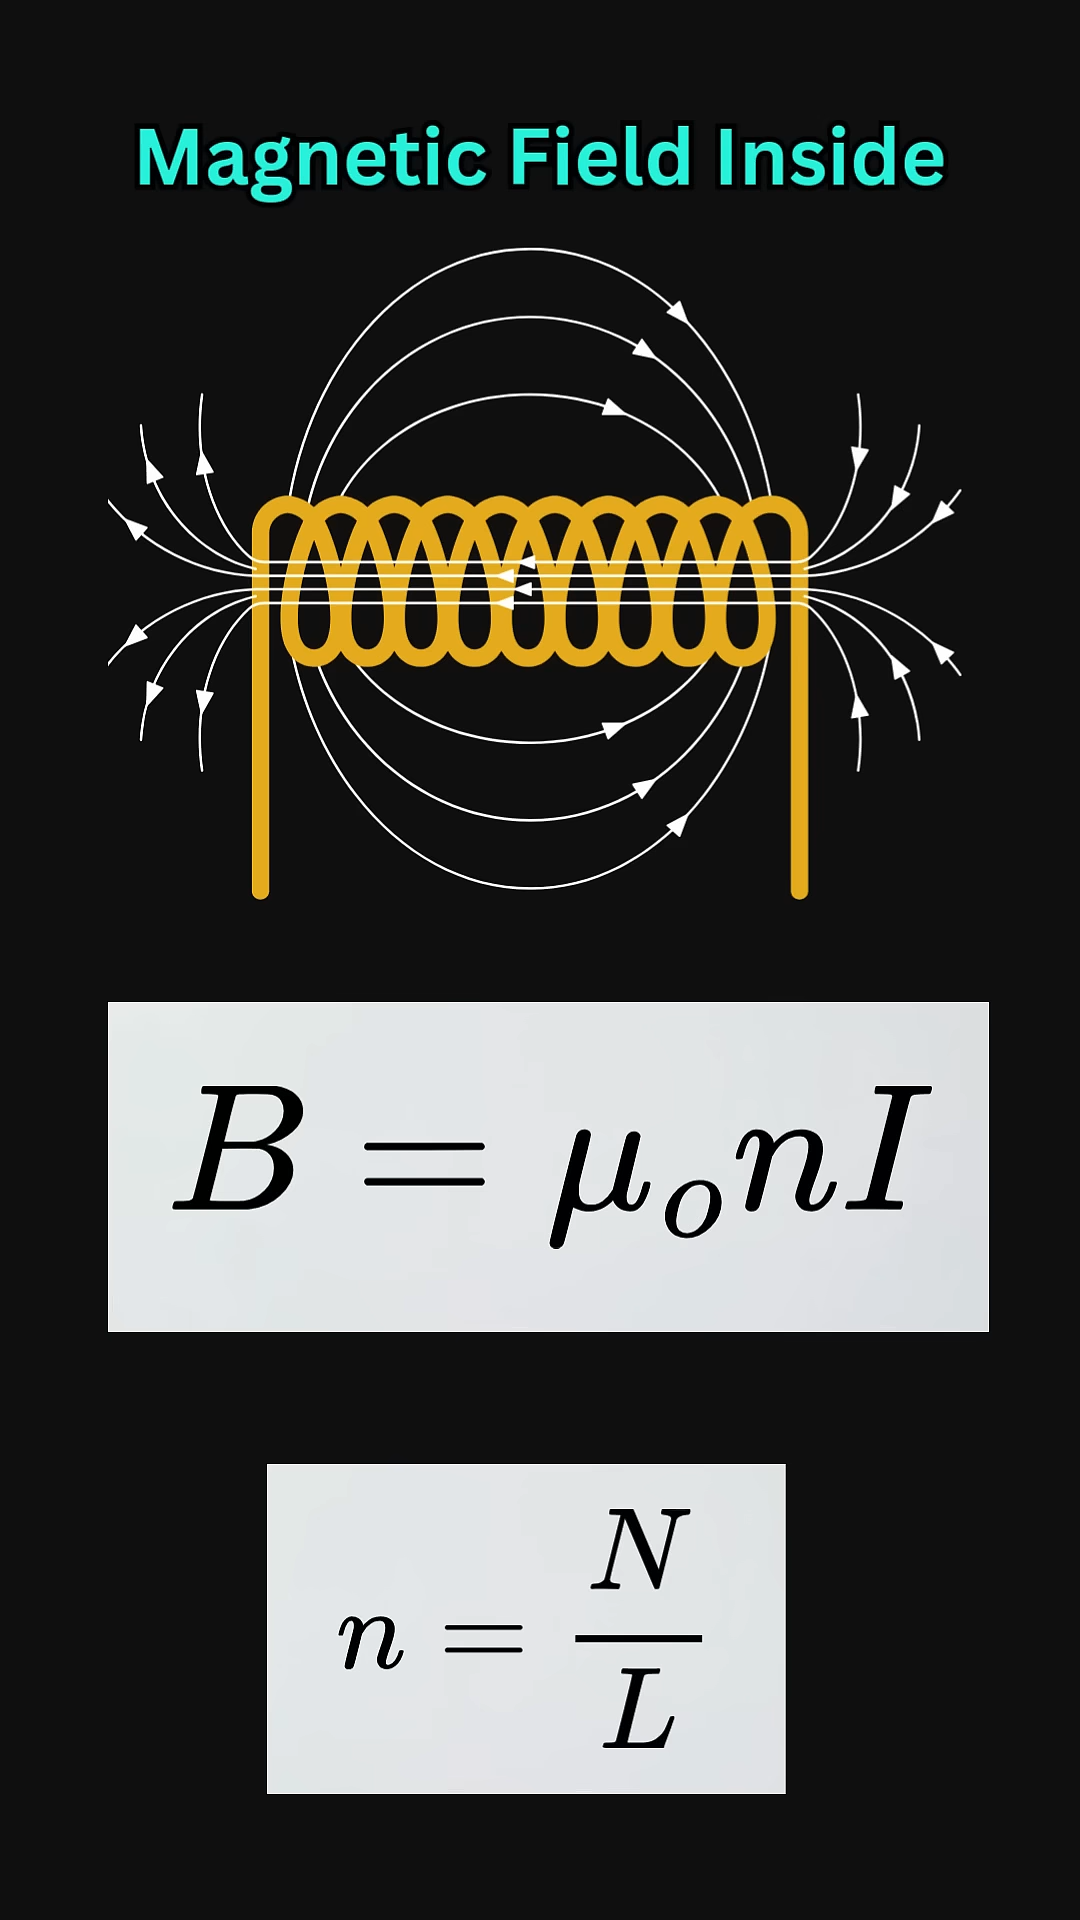 Magnetic Field Inside
B = μₒnI
n = N/L